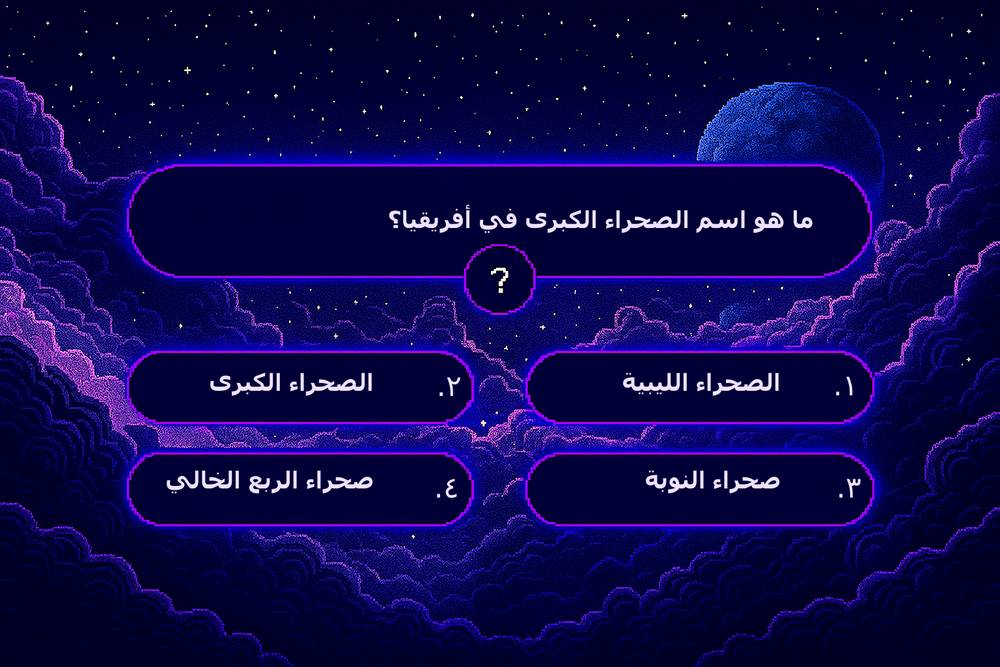 ما هو اسم الصحراء الكبرى في أفريقيا؟
?
١. الصحراء الليبية
٢. الصحراء الكبرى
٣. صحراء النوبة
٤. صحراء الربع الخالي